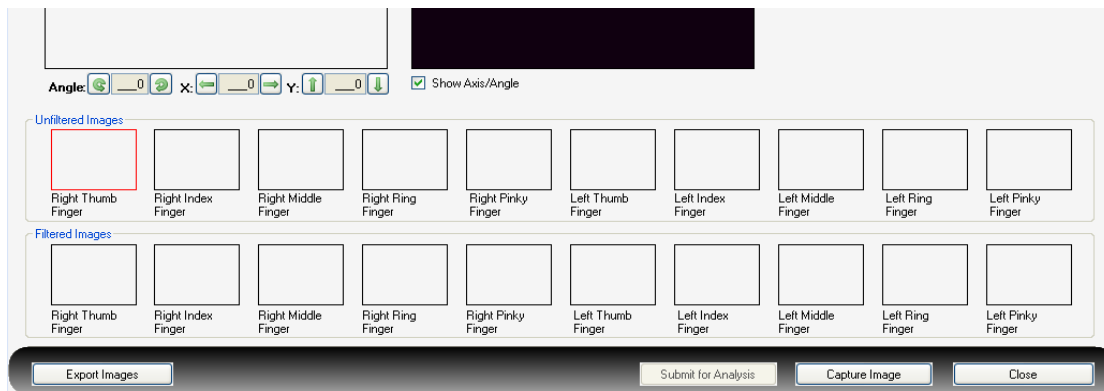 Angle: ___0 X: ___0 Y: ___0 Show Axis/Angle
Unfiltered Images
Right Thumb Finger
Right Index Finger
Right Middle Finger
Right Ring Finger
Right Pinky Finger
Left Thumb Finger
Left Index Finger
Left Middle Finger
Left Ring Finger
Left Pinky Finger
Filtered Images
Right Thumb Finger
Right Index Finger
Right Middle Finger
Right Ring Finger
Right Pinky Finger
Left Thumb Finger
Left Index Finger
Left Middle Finger
Left Ring Finger
Left Pinky Finger
Export Images Submit for Analysis Capture Image Close